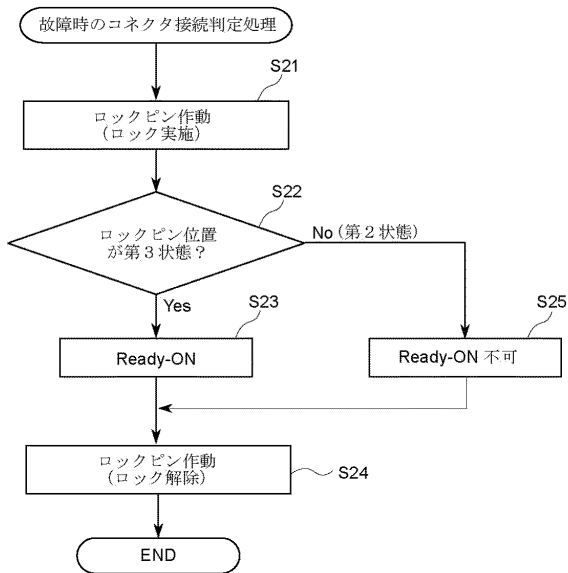 故障時のコネクタ接続判定処理
S21
ロックピン作動
（ロック実施）
S22
ロックピン位置
が第３状態？
No（第２状態）
Yes
S23
Ready-ON
S25
Ready-ON 不可
ロックピン作動
（ロック解除）
S24
END